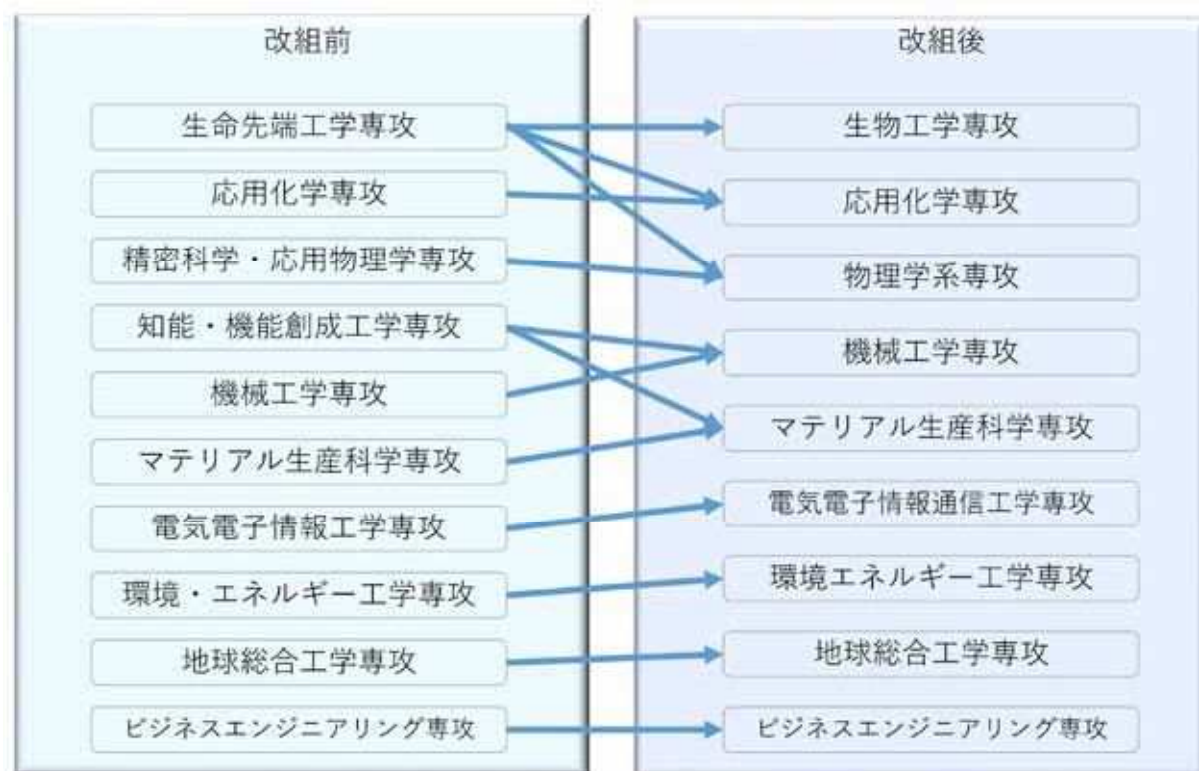 改組前
生命先端工学専攻
応用化学専攻
精密科学・応用物理学専攻
知能・機能創成工学専攻
機械工学専攻
マテリアル生産科学専攻
電気電子情報工学専攻
環境・エネルギー工学専攻
地球総合工学専攻
ビジネスエンジニアリング専攻
改組後
生物工学専攻
応用化学専攻
物理学系専攻
機械工学専攻
マテリアル生産科学専攻
電気電子情報通信工学専攻
環境エネルギー工学専攻
地球総合工学専攻
ビジネスエンジニアリング専攻